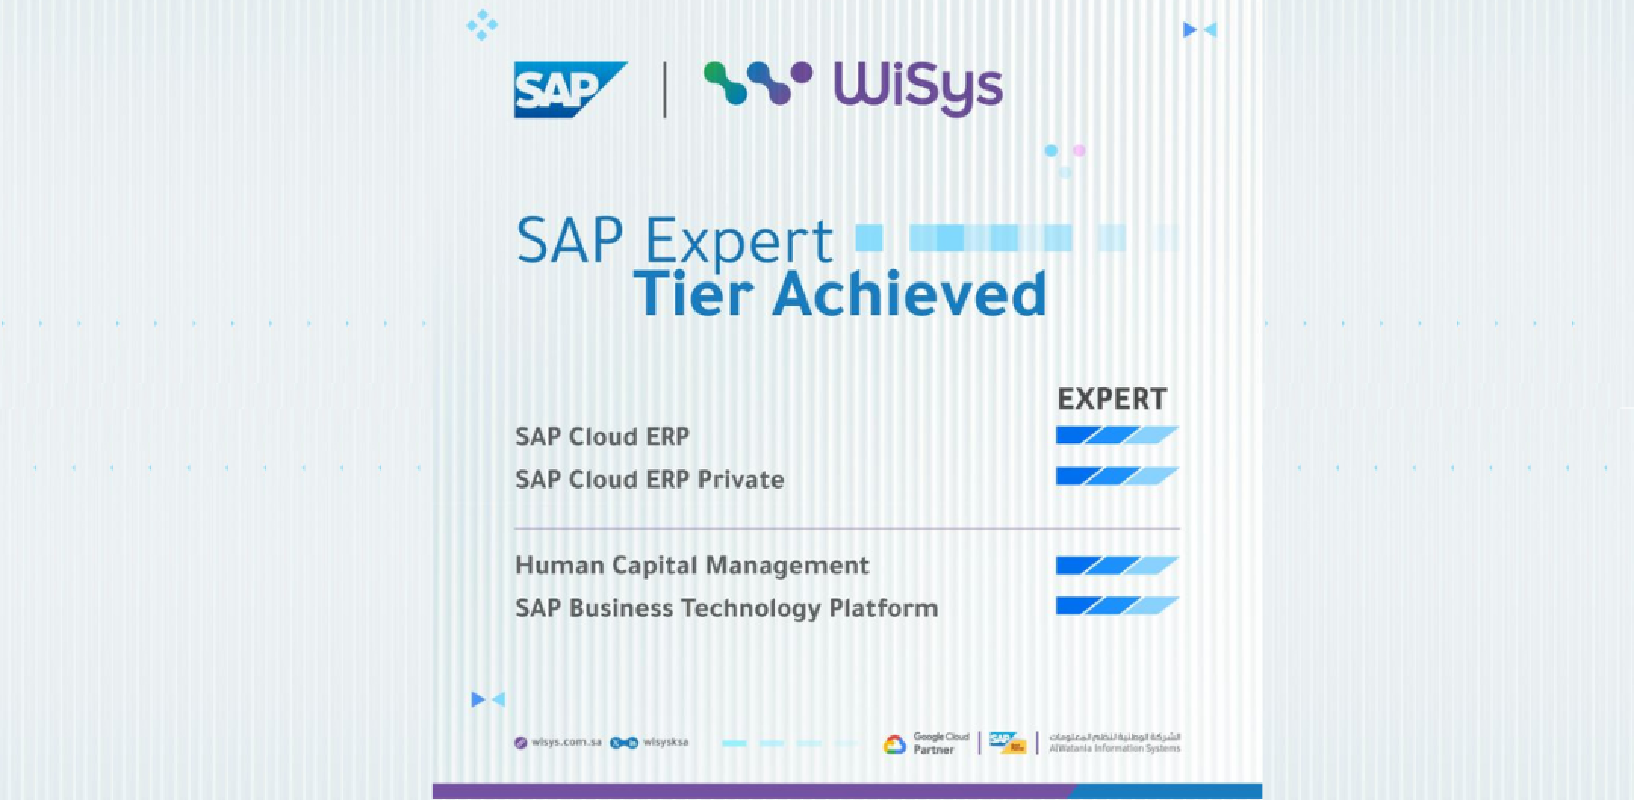 SAP
WiSys
SAP Expert
Tier Achieved
EXPERT
SAP Cloud ERP
SAP Cloud ERP Private
Human Capital Management
SAP Business Technology Platform
wisys.com.sa
wisysksa
Google Cloud
Partner
SAP
الشركة الوطنية لنظم المعلومات
AlWatania Information Systems